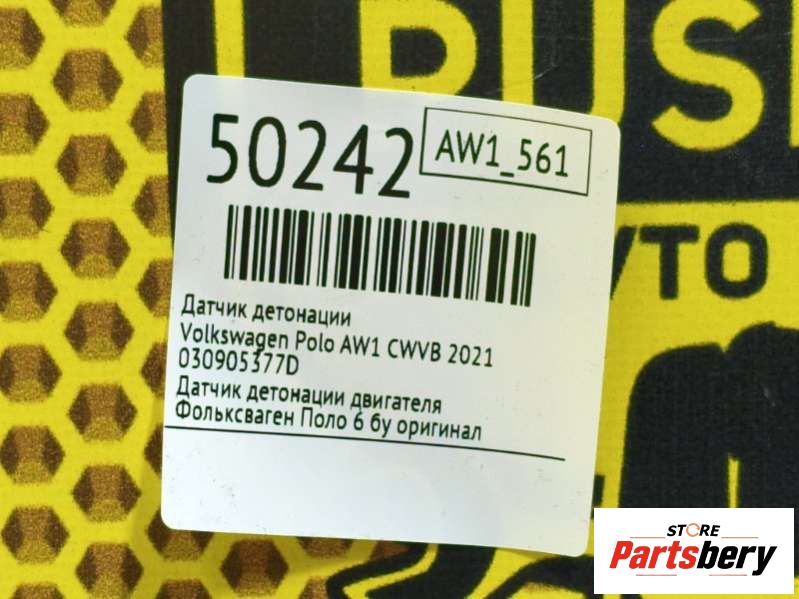 50242
AW1_561
Датчик детонации
Volkswagen Polo AW1 CWVB 2021
030905377D
Датчик детонации двигателя
Фольксваген Поло 6 бу оригинал
STORE
Partsbery